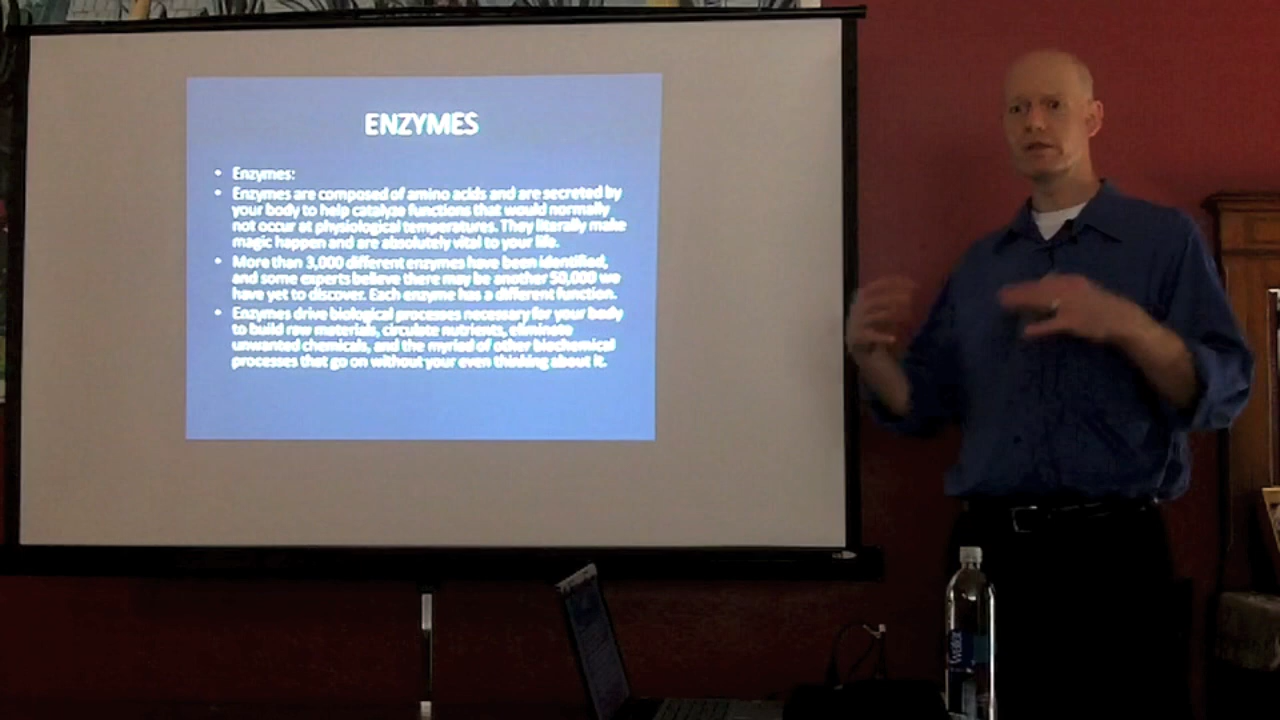 ENZYMES
• Enzymes:
• Enzymes are composed of amino acids and are secreted by
your body to help catalyze functions that would normally
not occur at physiological temperatures. They literally make
magic happen and are absolutely vital to your life.
• More than 3,000 different enzymes have been identified,
and some experts believe there may be another 50,000 we
have yet to discover. Each enzyme has a different function.
• Enzymes drive biological processes necessary for your body
to build raw materials, circulate nutrients, eliminate
unwanted chemicals, and the myriad of other biochemical
processes that go on without your even thinking about it.
Water